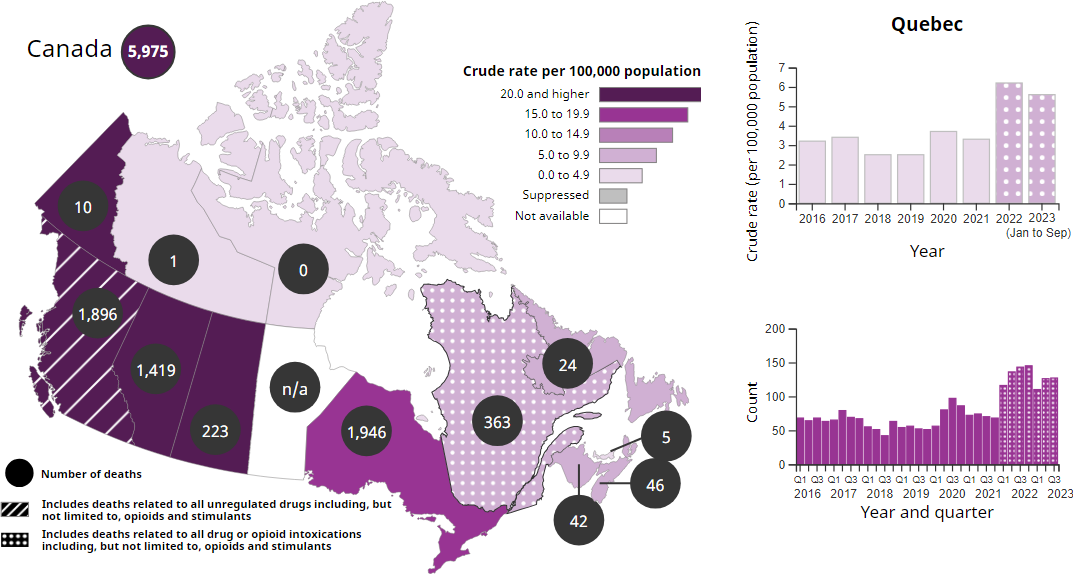 Canada 5,975
Crude rate per 100,000 population
20.0 and higher
15.0 to 19.9
10.0 to 14.9
5.0 to 9.9
0.0 to 4.9
Suppressed
Not available
10
1
0
1,896
1,419
223
n/a
1,946
363
24
5
46
42
Number of deaths
Includes deaths related to all unregulated drugs including, but
not limited to, opioids and stimulants
Includes deaths related to all drug or opioid intoxications
including, but not limited to, opioids and stimulants
Quebec
Crude rate (per 100,000 population)
7
6
5
4
3
2
1
0
2016 2017 2018 2019 2020 2021 2022 2023
(Jan to Sep)
Year
Count
200
150
100
50
0
Q1 Q3 Q1 Q3 Q1 Q3 Q1 Q3 Q1 Q3 Q1 Q3 Q1 Q3 Q1 Q3
2016 2017 2018 2019 2020 2021 2022 2023
Year and quarter